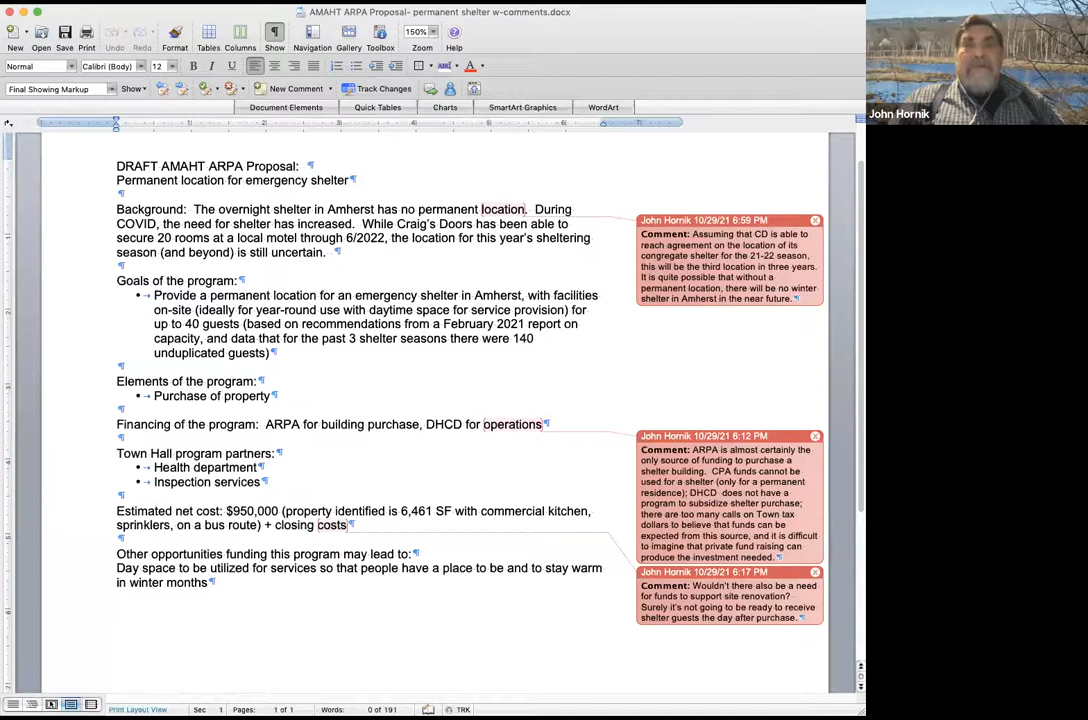 AMAHT ARPA Proposal- permanent shelter w-comments.docx
New Open Save Print Undo Redo Format Tables Columns Show Navigation Gallery Toolbox 150% Zoom Help
Normal Calibri (Body) 12 B I U ABC A
Final Showing Markup Show New Comment Track Changes
Document Elements Quick Tables Charts SmartArt Graphics WordArt
John Hornik
DRAFT AMAHT ARPA Proposal: ¶
Permanent location for emergency shelter¶
¶
Background: The overnight shelter in Amherst has no permanent location. During
COVID, the need for shelter has increased. While Craig's Doors has been able to
secure 20 rooms at a local motel through 6/2022, the location for this year's sheltering
season (and beyond) is still uncertain. ¶
¶
Goals of the program:¶
• Provide a permanent location for an emergency shelter in Amherst, with facilities
on-site (ideally for year-round use with daytime space for service provision) for
up to 40 guests (based on recommendations from a February 2021 report on
capacity, and data that for the past 3 shelter seasons there were 140
unduplicated guests)¶
¶
Elements of the program:¶
• Purchase of property¶
¶
Financing of the program: ARPA for building purchase, DHCD for operations¶
¶
Town Hall program partners:¶
• Health department¶
• Inspection services¶
¶
Estimated net cost: $950,000 (property identified is 6,461 SF with commercial kitchen,
sprinklers, on a bus route) + closing costs¶
¶
Other opportunities funding this program may lead to:¶
Day space to be utilized for services so that people have a place to be and to stay warm
in winter months¶
John Hornik 10/29/21 6:59 PM
Comment: Assuming that CD is able to
reach agreement on the location of its
congregate shelter for the 21-22 season,
this will be the third location in three years.
It is quite possible that without a
permanent location, there will be no winter
shelter in Amherst in the near future.¶
John Hornik 10/29/21 6:12 PM
Comment: ARPA is almost certainly the
only source of funding to purchase a
shelter building. CPA funds cannot be
used for a shelter (only for a permanent
residence); DHCD does not have a
program to subsidize shelter purchase;
there are too many calls on Town tax
dollars to believe that funds can be
expected from this source, and it is difficult
to imagine that private fund raising can
produce the investment needed. ¶
John Hornik 10/29/21 6:17 PM
Comment: Wouldn't there also be a need
for funds to support site renovation?
Surely it's not going to be ready to receive
shelter guests the day after purchase.¶
Print Layout View Sec 1 Pages: 1 of 1 Words: 0 of 191 TRK